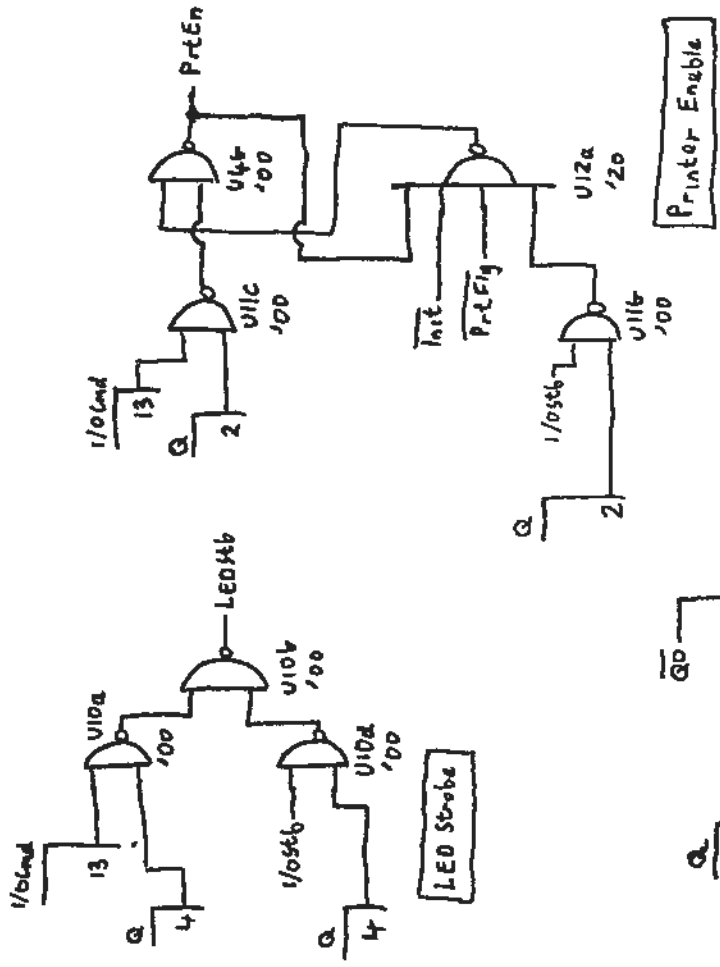 I/OCmd
13
Q
2
U11c
'00
U4b
'00
PrtEn
Init
PrtFlg
I/OStb
Q
2
U11b
'00
U12a
'20
Printer Enable
I/OCmd
13
Q
4
U10a
'00
I/OStb
Q
4
U10d
'00
U10b
'00
LEDStb
LED Strobe
Q
QD